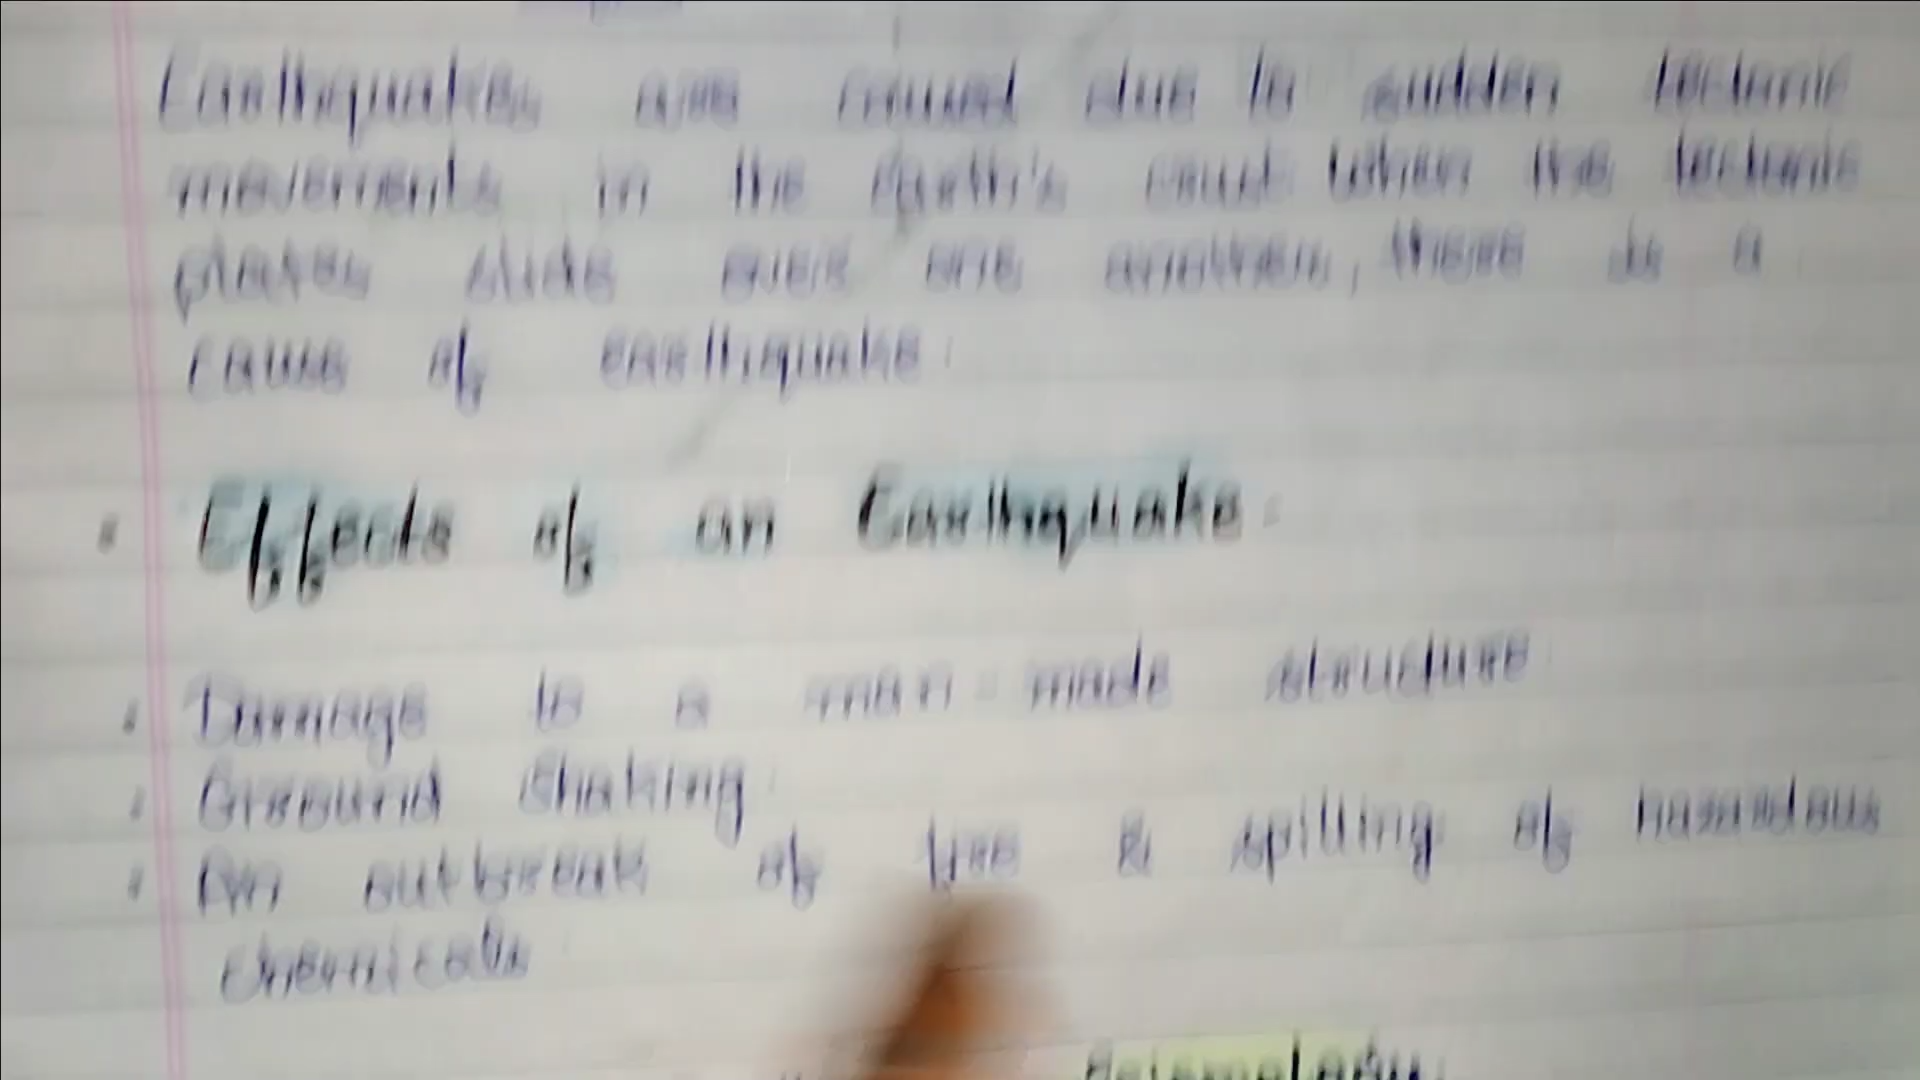 Earthquakes are caused due to sudden tectonic
movements in the Earth's crust when the tectonic
plates slide over one another, there is a
cause of earthquake.
Effects of an Earthquake.
Damage to a man-made structure.
Ground Shaking.
An outbreak of fire & spilling of hazardous
chemicals.
Seismology.